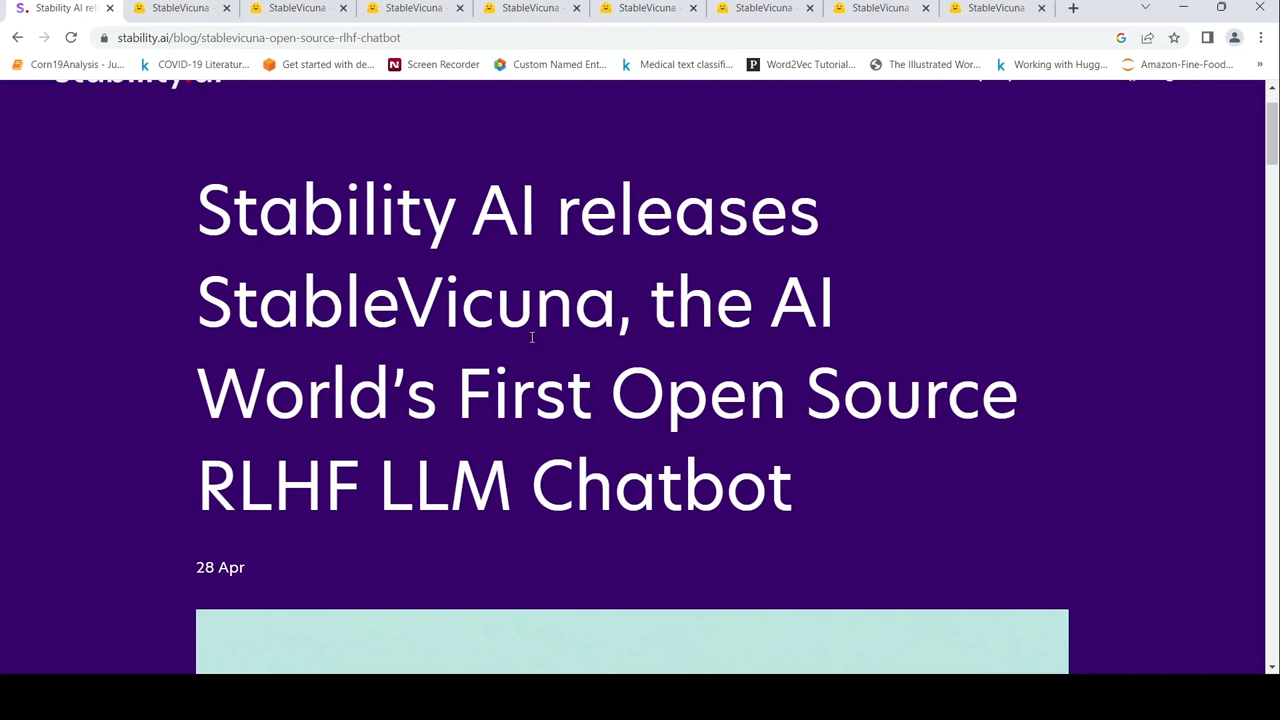 Stability AI rel
StableVicuna
StableVicuna
StableVicuna
StableVicuna
StableVicuna
StableVicuna
StableVicuna
StableVicuna
stability.ai/blog/stablevicuna-open-source-rlhf-chatbot
Corn19Analysis - Ju...
COVID-19 Literatur...
Get started with de...
Screen Recorder
Custom Named Ent...
Medical text classifi...
Word2Vec Tutorial...
The Illustrated Wor...
Working with Hugg...
Amazon-Fine-Food...
»
Stability AI releases
StableVicuna, the AI
World’s First Open Source
RLHF LLM Chatbot
28 Apr